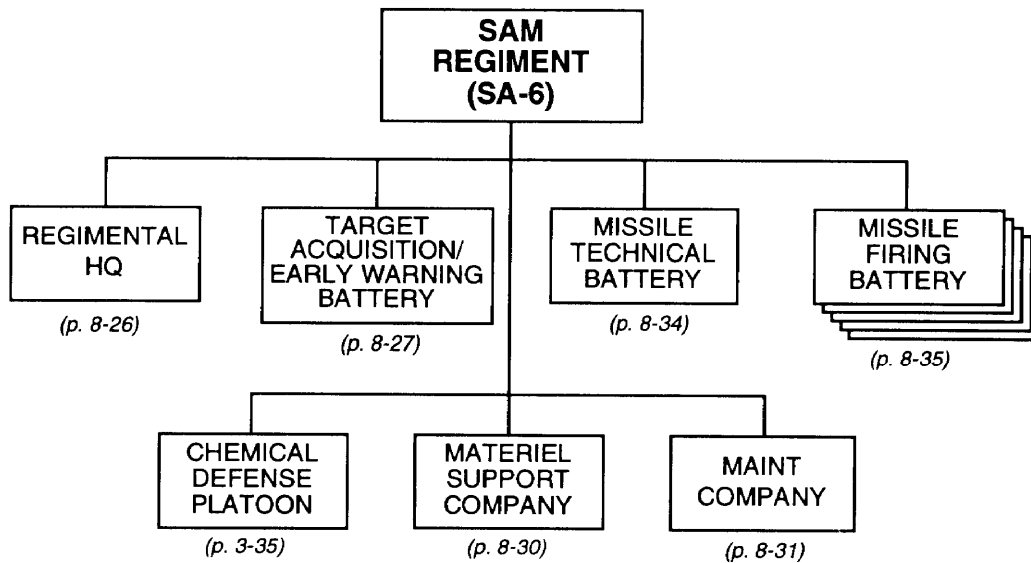 SAM
REGIMENT
(SA-6)
REGIMENTAL
HQ
(p. 8-26)
TARGET
ACQUISITION/
EARLY WARNING
BATTERY
(p. 8-27)
MISSILE
TECHNICAL
BATTERY
(p. 8-34)
MISSILE
FIRING
BATTERY
(p. 8-35)
CHEMICAL
DEFENSE
PLATOON
(p. 3-35)
MATERIEL
SUPPORT
COMPANY
(p. 8-30)
MAINT
COMPANY
(p. 8-31)